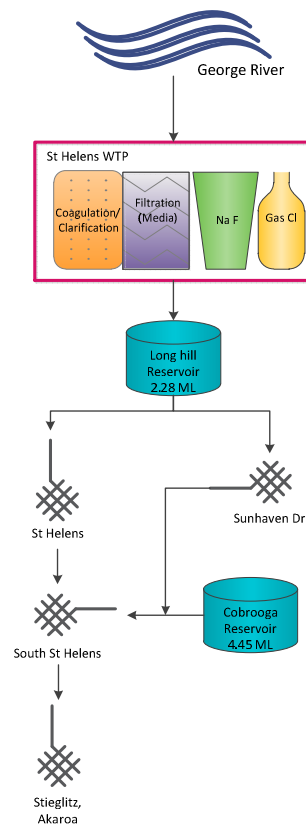 George River
St Helens WTP
Coagulation/
Clarification
Filtration
(Media)
Na F
Gas Cl
Long hill
Reservoir
2.28 ML
St Helens
Sunhaven Dr
Cobrooga
Reservoir
4.45 ML
South St Helens
Stieglitz,
Akaroa